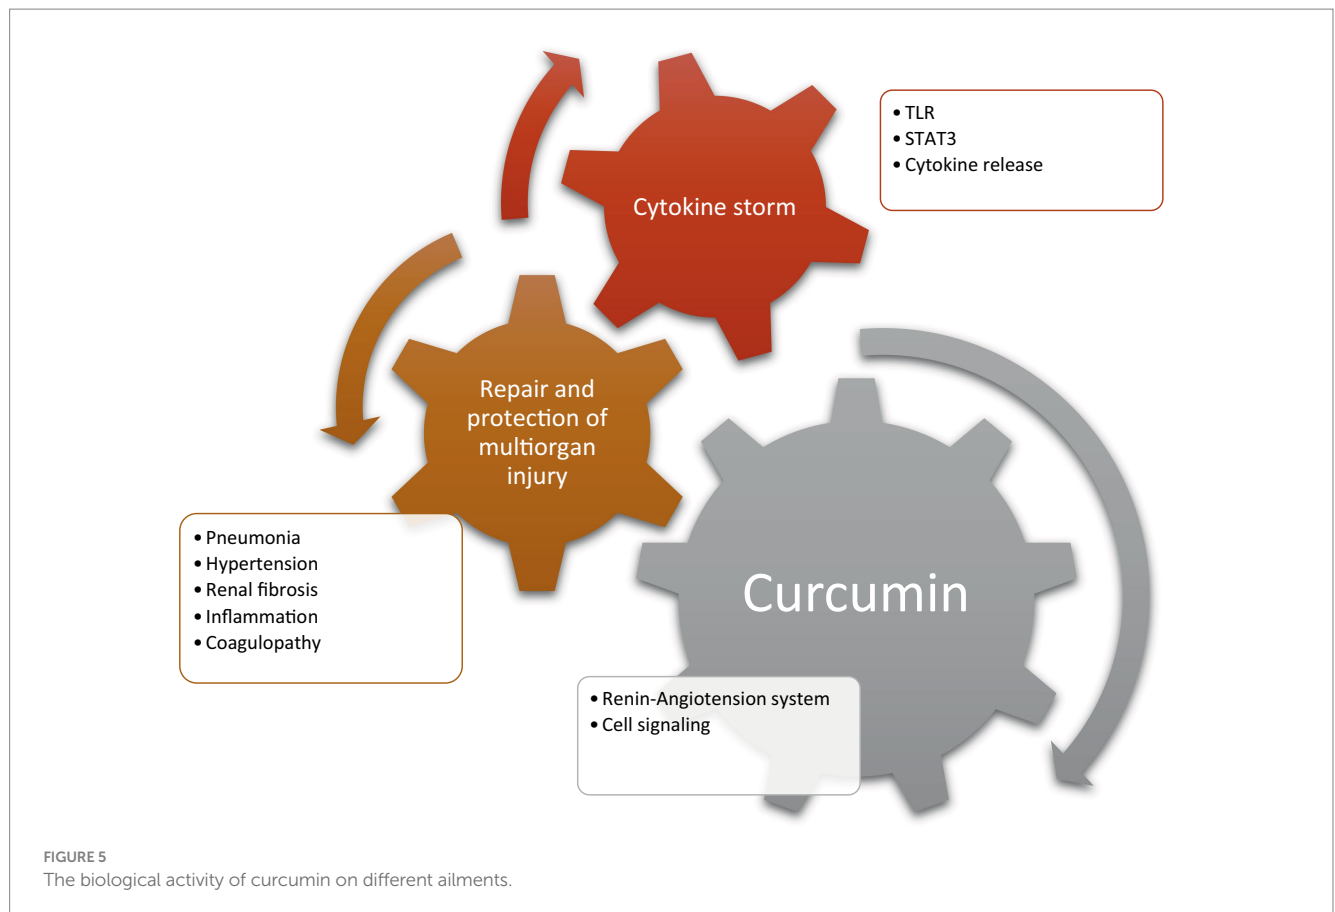 Cytokine storm
• TLR
• STAT3
• Cytokine release
Repair and
protection of
multiorgan
injury
• Pneumonia
• Hypertension
• Renal fibrosis
• Inflammation
• Coagulopathy
Curcumin
• Renin-Angiotension system
• Cell signaling
FIGURE 5
The biological activity of curcumin on different ailments.